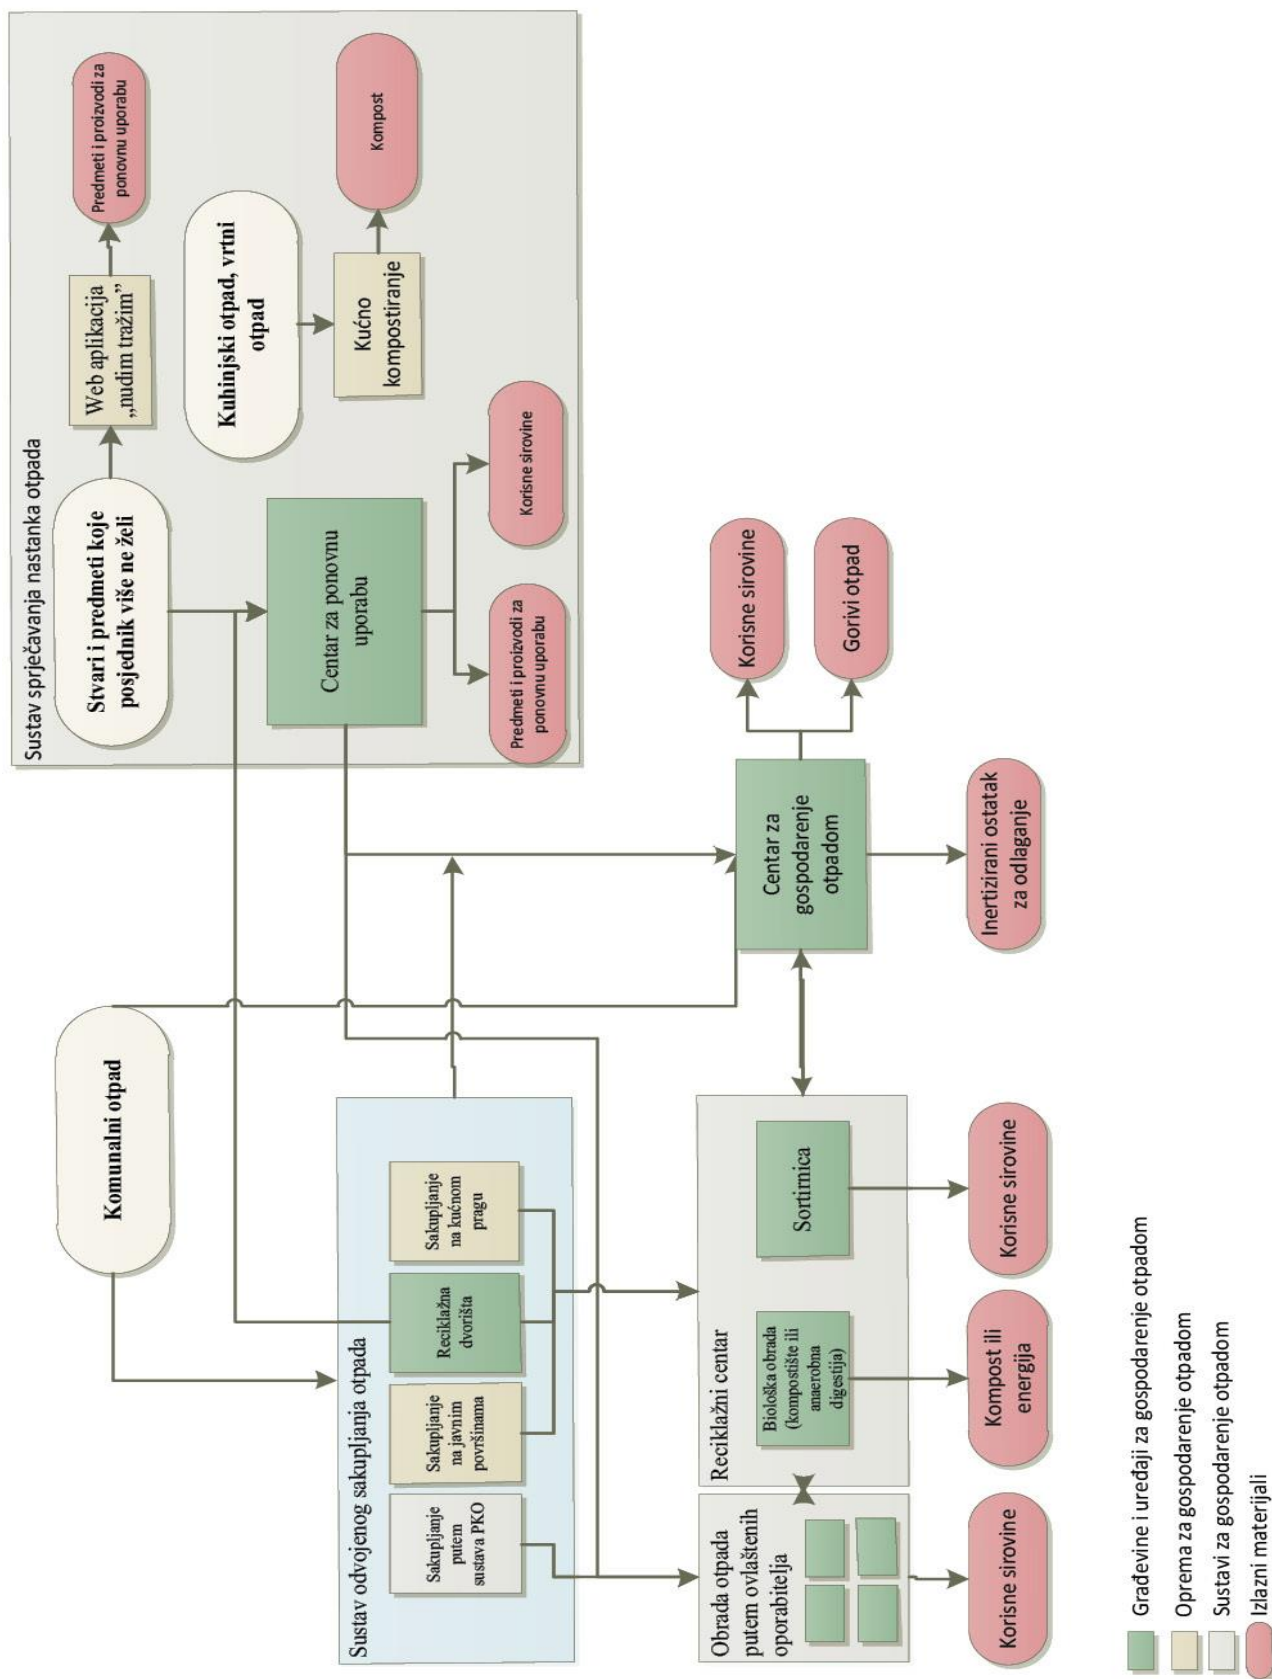 Komunalni otpad
Sustav sprječavanja nastanka otpada
Stvari i predmeti koje
posjednik više ne želi
Web aplikacija
„nudim tražim”
Predmeti i proizvodi za
ponovnu uporabu
Kuhinjski otpad, vrtni
otpad
Centar za ponovnu
uporabu
Kućno
kompostiranje
Kompost
Predmeti i proizvodi za
ponovnu uporabu
Korisne sirovine
Sustav odvojenog sakupljanja otpada
Sakupljanje
putem
sustava PKO
Sakupljanje
na javnim
površinama
Reciklažna
dvorišta
Sakupljanje
na kućnom
pragu
Obrada otpada
putem ovlaštenih
oporabitelja
Reciklažni centar
Biološka obrada
(kompostište ili
anaerobna
digestija)
Sortirnica
Centar za
gospodarenje
otpadom
Korisne sirovine
Gorivi otpad
Korisne sirovine
Kompost ili
energija
Korisne sirovine
Inertizirani ostatak
za odlaganje
Građevine i uređaji za gospodarenje otpadom
Oprema za gospodarenje otpadom
Sustavi za gospodarenje otpadom
Izlazni materijali